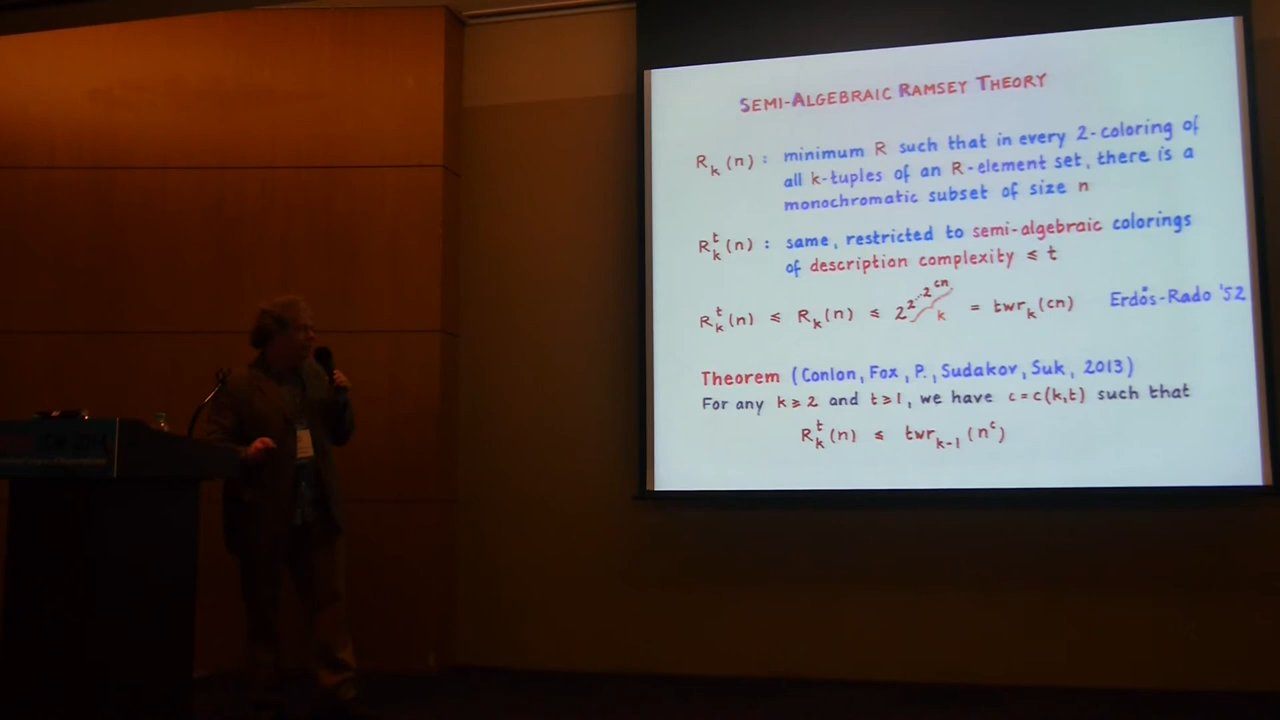 SEMI-ALGEBRAIC RAMSEY THEORY
R_k(n) : minimum R such that in every 2-coloring of
all k-tuples of an R-element set, there is a
monochromatic subset of size n
R_k^t(n) : same, restricted to semi-algebraic colorings
of description complexity ≤ t
R_k^t(n) ≤ R_k(n) ≤ 2^{2^{⋰^{2^{cn}}}} k = twr_k(cn) Erdős-Rado '52
Theorem (Conlon, Fox, P., Sudakov, Suk, 2013)
For any k ≥ 2 and t ≥ 1, we have c = c(k,t) such that
R_k^t(n) ≤ twr_{k-1}(n^c)